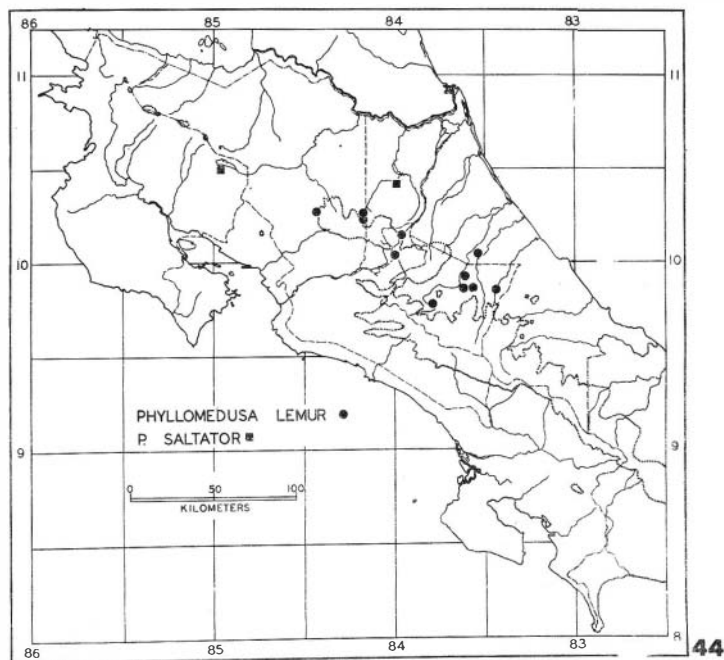 86 85 84 83
11 11
10 10
9 9
8
PHYLLOMEDUSA LEMUR ●
P. SALTATOR ■
0 50 100
KILOMETERS
86 85 84 83
44